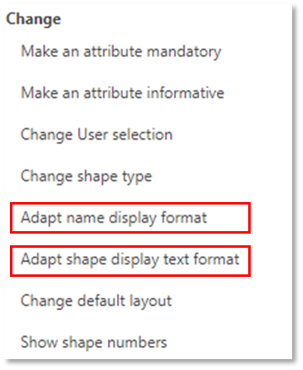 Change
Make an attribute mandatory
Make an attribute informative
Change User selection
Change shape type
Adapt name display format
Adapt shape display text format
Change default layout
Show shape numbers